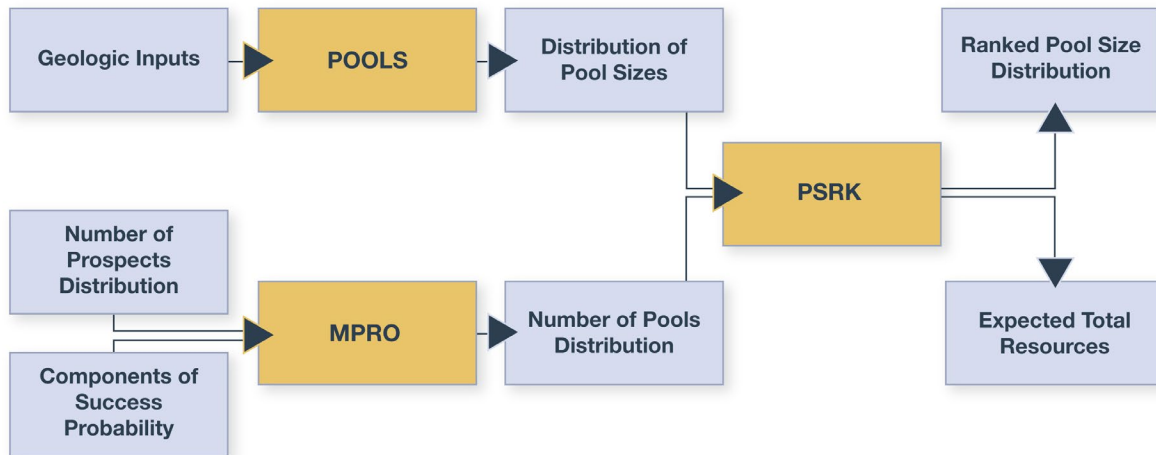 Geologic Inputs
POOLS
Distribution of
Pool Sizes
Ranked Pool Size
Distribution
PSRK
Number of
Prospects
Distribution
MPRO
Number of Pools
Distribution
Expected Total
Resources
Components of
Success
Probability